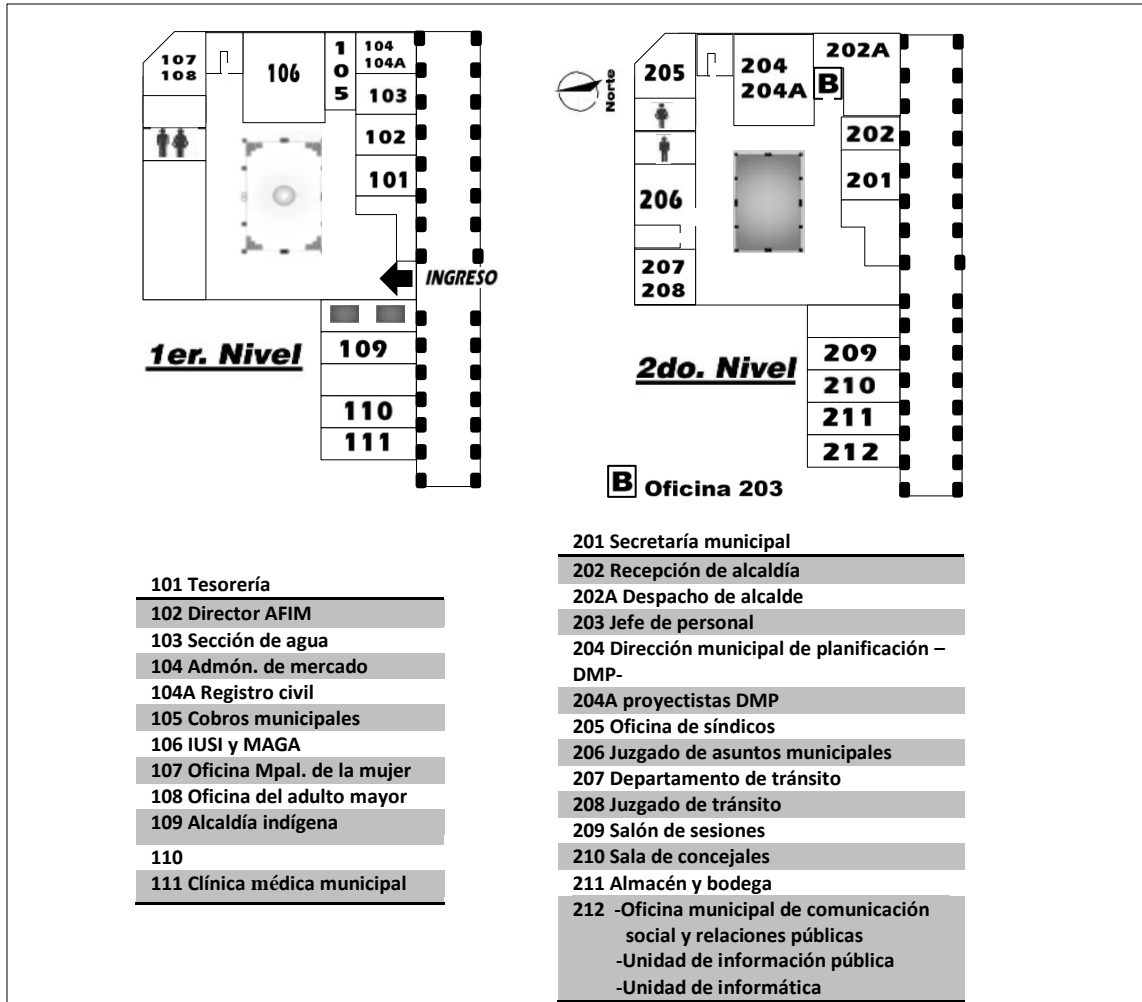 107
108
106
1
0
5
104
104A
103
102
101
INGRESO
1er. Nivel
109
110
111
205
204
204A
B
202A
Norte
202
201
206
207
208
2do. Nivel
209
210
211
212
B Oficina 203
101 Tesorería
102 Director AFIM
103 Sección de agua
104 Admón. de mercado
104A Registro civil
105 Cobros municipales
106 IUSI y MAGA
107 Oficina Mpal. de la mujer
108 Oficina del adulto mayor
109 Alcaldía indígena
110
111 Clínica médica municipal
201 Secretaría municipal
202 Recepción de alcaldía
202A Despacho de alcalde
203 Jefe de personal
204 Dirección municipal de planificación –
DMP-
204A proyectistas DMP
205 Oficina de síndicos
206 Juzgado de asuntos municipales
207 Departamento de tránsito
208 Juzgado de tránsito
209 Salón de sesiones
210 Sala de concejales
211 Almacén y bodega
212 -Oficina municipal de comunicación
social y relaciones públicas
-Unidad de información pública
-Unidad de informática